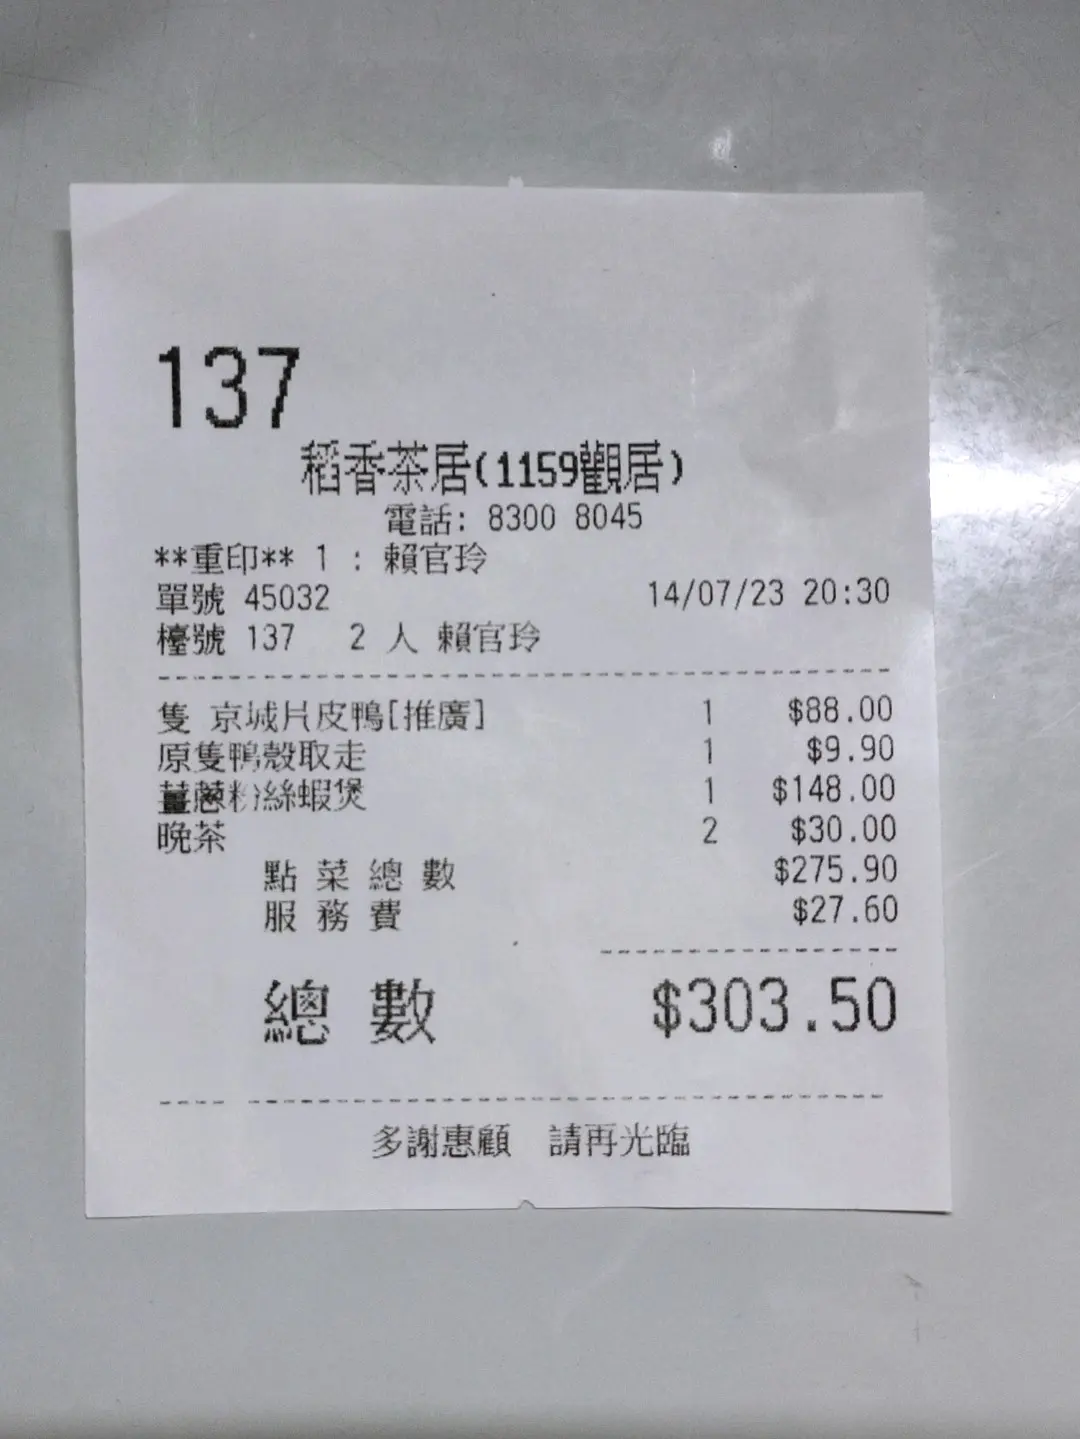 137
稻香茶居(1159觀居)
電話: 8300 8045
**重印** 1 : 賴官玲
單號 45032 14/07/23 20:30
檯號 137 2 人 賴官玲
隻 京城片皮鴨[推廣] 1 $88.00
原隻鴨殼取走 1 $9.90
薑蔥粉絲蝦煲 1 $148.00
晚茶 2 $30.00
點菜總數 $275.90
服務費 $27.60
總數 $303.50
多謝惠顧 請再光臨